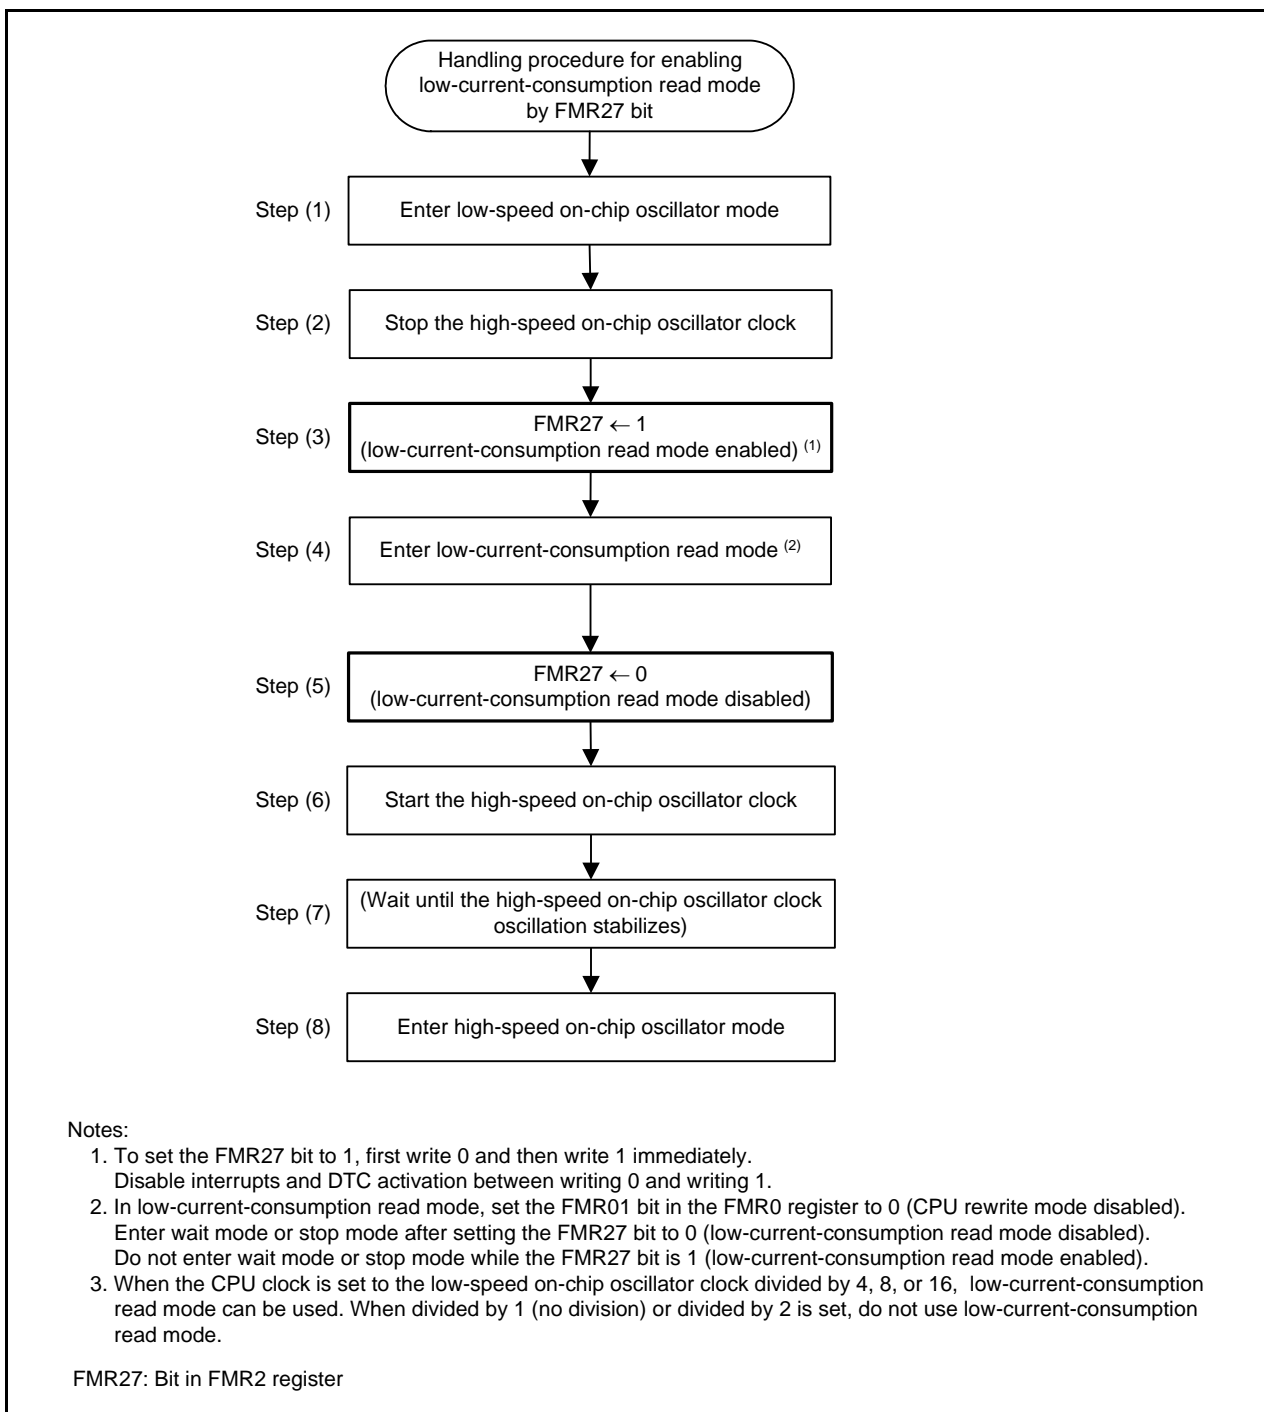 Handling procedure for enabling
low-current-consumption read mode
by FMR27 bit
Step (1)
Enter low-speed on-chip oscillator mode
Step (2)
Stop the high-speed on-chip oscillator clock
Step (3)
FMR27 ← 1
(low-current-consumption read mode enabled) (1)
Step (4)
Enter low-current-consumption read mode (2)
Step (5)
FMR27 ← 0
(low-current-consumption read mode disabled)
Step (6)
Start the high-speed on-chip oscillator clock
Step (7)
(Wait until the high-speed on-chip oscillator clock
oscillation stabilizes)
Step (8)
Enter high-speed on-chip oscillator mode
Notes:
1. To set the FMR27 bit to 1, first write 0 and then write 1 immediately.
Disable interrupts and DTC activation between writing 0 and writing 1.
2. In low-current-consumption read mode, set the FMR01 bit in the FMR0 register to 0 (CPU rewrite mode disabled).
Enter wait mode or stop mode after setting the FMR27 bit to 0 (low-current-consumption read mode disabled).
Do not enter wait mode or stop mode while the FMR27 bit is 1 (low-current-consumption read mode enabled).
3. When the CPU clock is set to the low-speed on-chip oscillator clock divided by 4, 8, or 16, low-current-consumption
read mode can be used. When divided by 1 (no division) or divided by 2 is set, do not use low-current-consumption
read mode.
FMR27: Bit in FMR2 register